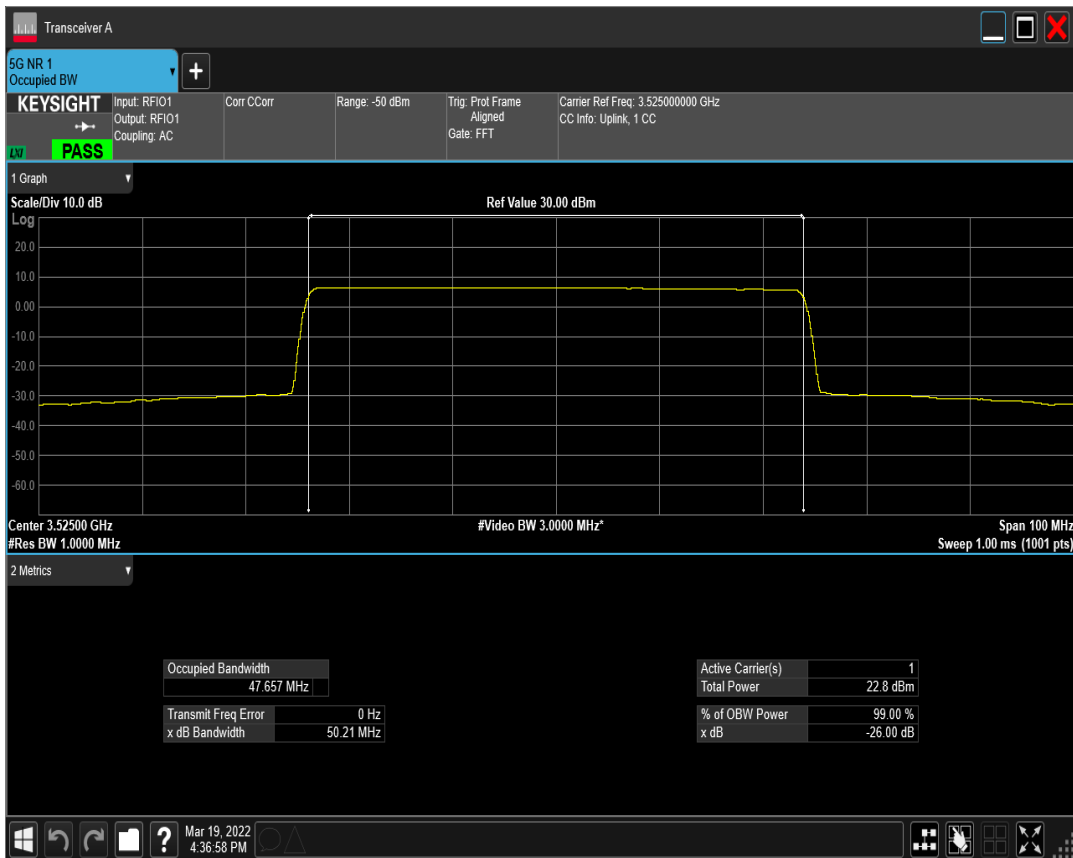 Transceiver A
5G NR 1
Occupied BW
+
KEYSIGHT
LXI
PASS
Input: RFIO1
Output: RFIO1
Coupling: AC
Corr CCorr
Range: -50 dBm
Trig: Prot Frame
Aligned
Gate: FFT
Carrier Ref Freq: 3.525000000 GHz
CC Info: Uplink, 1 CC
1 Graph
Scale/Div 10.0 dB
Ref Value 30.00 dBm
Log
20.0
10.0
0.00
-10.0
-20.0
-30.0
-40.0
-50.0
-60.0
Center 3.52500 GHz
#Video BW 3.0000 MHz*
Span 100 MHz
#Res BW 1.0000 MHz
Sweep 1.00 ms (1001 pts)
2 Metrics
Occupied Bandwidth
47.657 MHz
Transmit Freq Error 0 Hz
x dB Bandwidth 50.21 MHz
Active Carrier(s) 1
Total Power 22.8 dBm
% of OBW Power 99.00 %
x dB -26.00 dB
?
Mar 19, 2022
4:36:58 PM